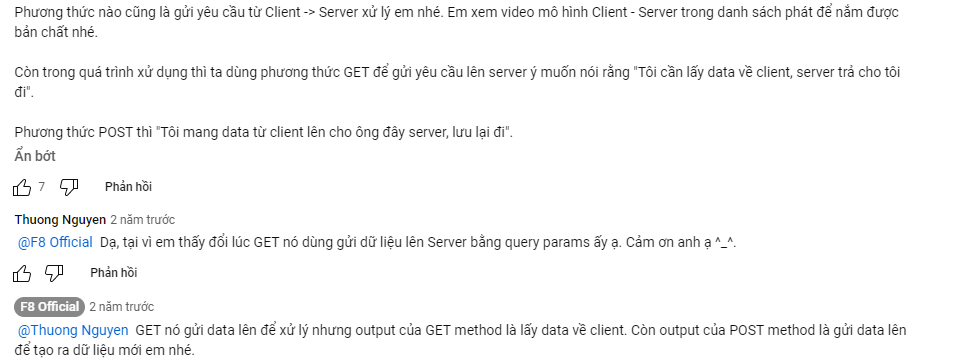 Phương thức nào cũng là gửi yêu cầu từ Client -> Server xử lý em nhé. Em xem video mô hình Client - Server trong danh sách phát để nắm được
bản chất nhé.
Còn trong quá trình xử dụng thì ta dùng phương thức GET để gửi yêu cầu lên server ý muốn nói rằng "Tôi cần lấy data về client, server trả cho tôi
đi".
Phương thức POST thì "Tôi mang data từ client lên cho ông đây server, lưu lại đi".
Ẩn bớt
7 Phản hồi
Thuong Nguyen 2 năm trước
@F8 Official Dạ, tại vì em thấy đổi lúc GET nó dùng gửi dữ liệu lên Server bằng query params ấy ạ. Cảm ơn anh ạ ^_^.
Phản hồi
F8 Official 2 năm trước
@Thuong Nguyen GET nó gửi data lên để xử lý nhưng output của GET method là lấy data về client. Còn output của POST method là gửi data lên
để tạo ra dữ liệu mới em nhé.